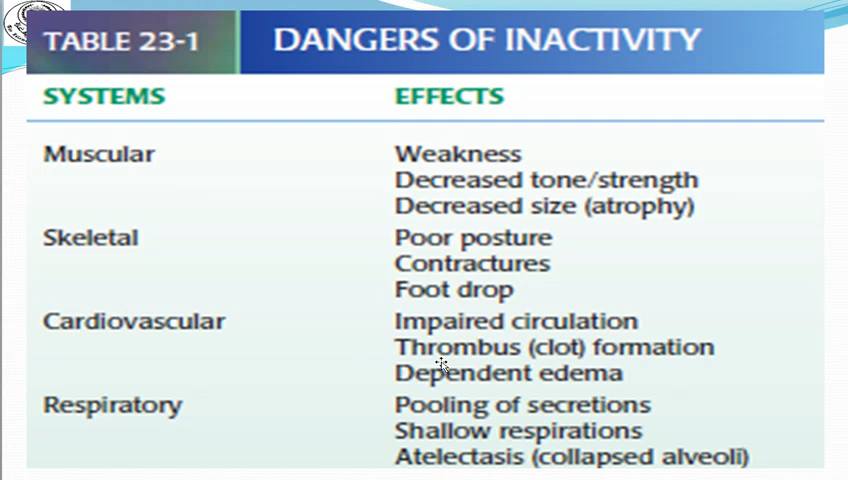 TABLE 23-1 DANGERS OF INACTIVITY
SYSTEMS EFFECTS
Muscular Weakness
Decreased tone/strength
Decreased size (atrophy)
Skeletal Poor posture
Contractures
Foot drop
Cardiovascular Impaired circulation
Thrombus (clot) formation
Dependent edema
Respiratory Pooling of secretions
Shallow respirations
Atelectasis (collapsed alveoli)